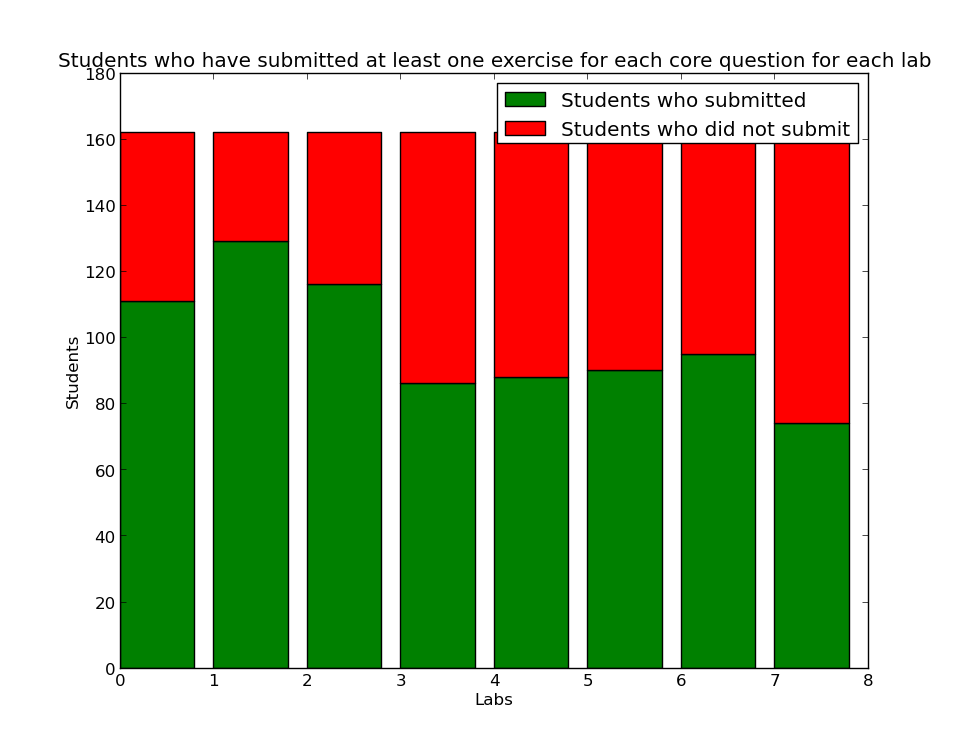 Students who have submitted at least one exercise for each core question for each lab
180
Students who submitted
Students who did not submit
160
140
120
100
80
60
40
20
0
Students
0 1 2 3 4 5 6 7 8
Labs